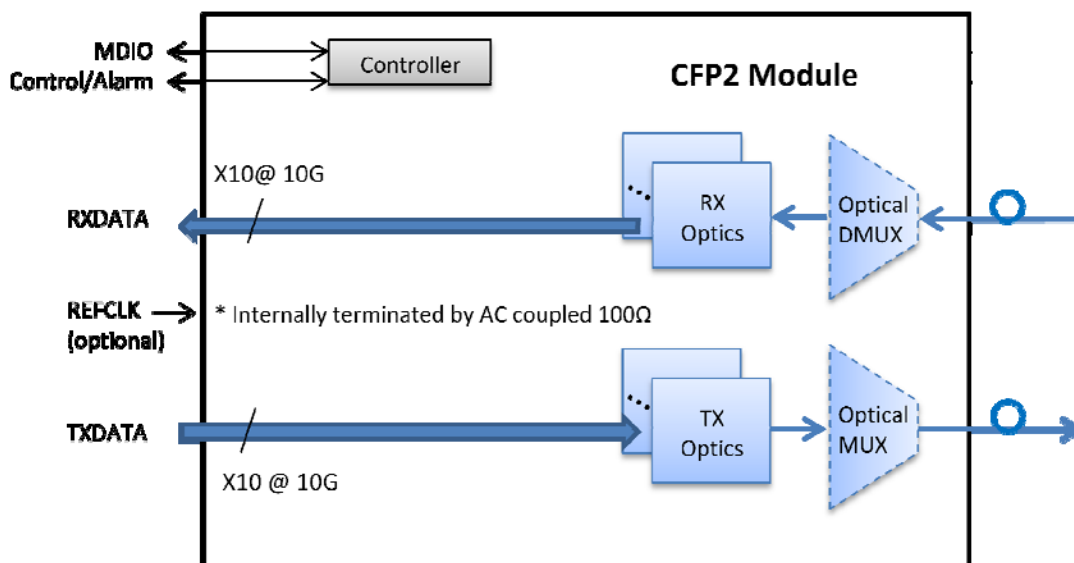 MDIO
Control/Alarm
Controller
CFP2 Module
X10@ 10G
RXDATA
RX
Optics
Optical
DMUX
REFCLK
(optional)
* Internally terminated by AC coupled 100Ω
TXDATA
X10 @ 10G
TX
Optics
Optical
MUX